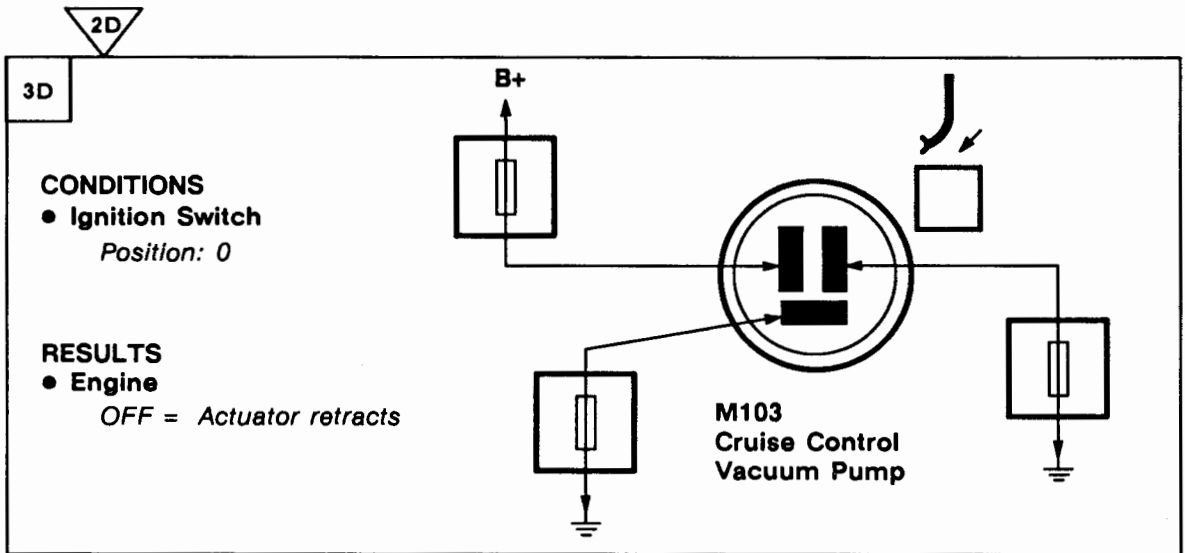 2D
3D
B+
CONDITIONS
● Ignition Switch
Position: 0
RESULTS
● Engine
OFF = Actuator retracts
M103
Cruise Control
Vacuum Pump